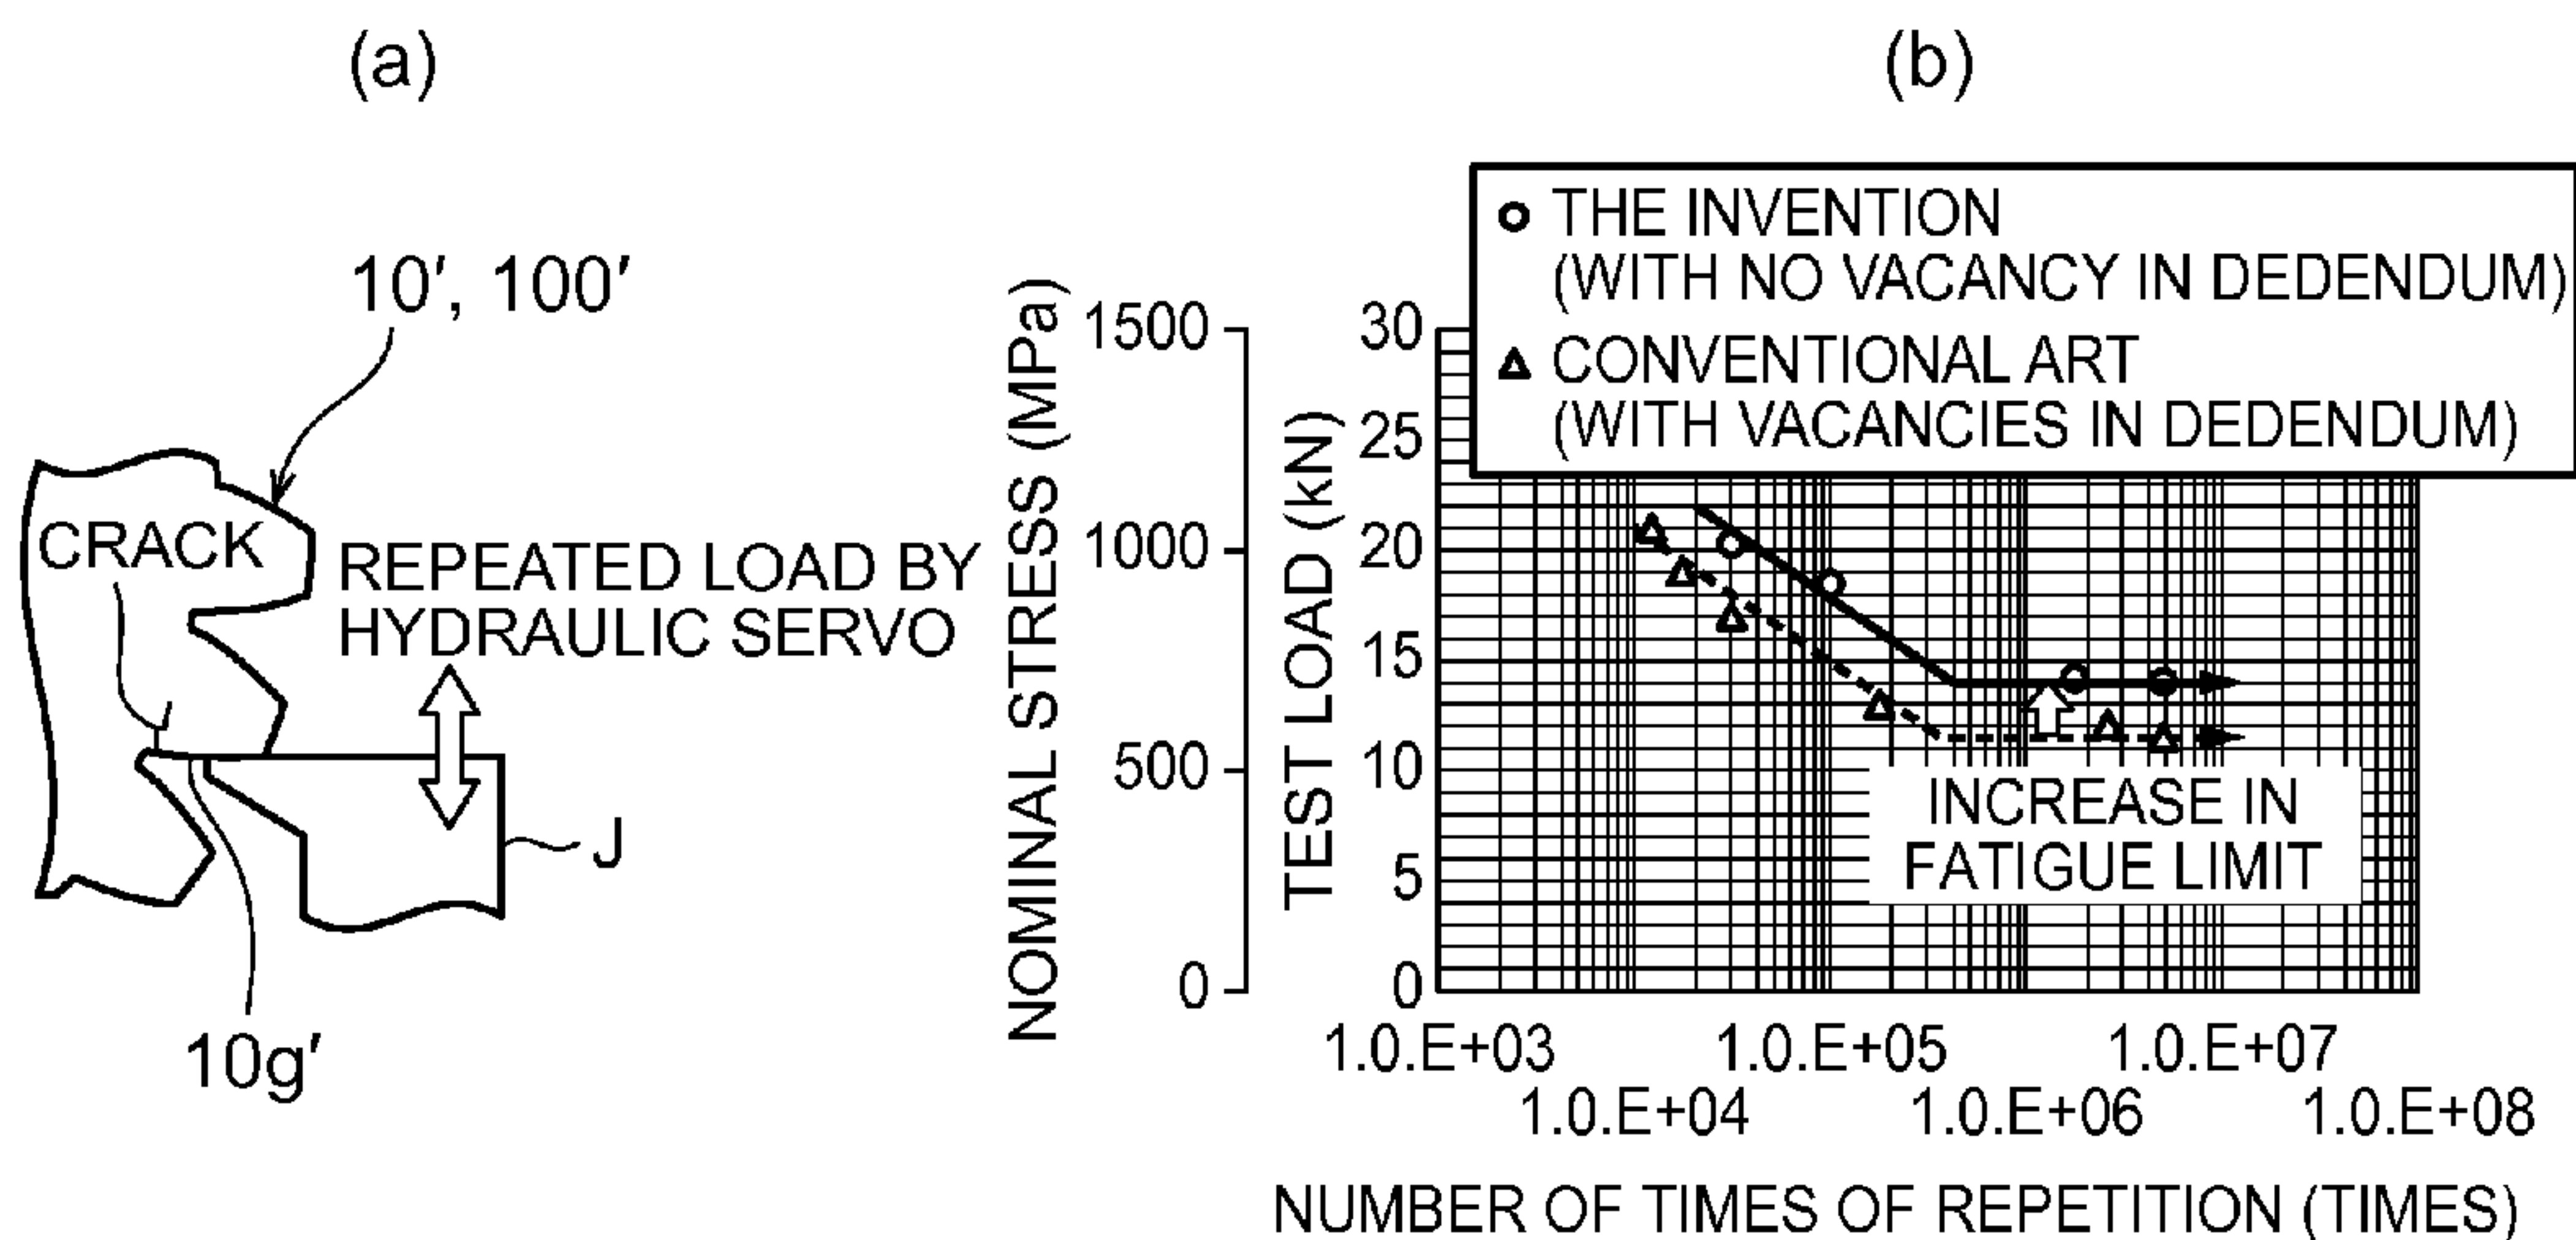 (a)
10′, 100′
CRACK
REPEATED LOAD BY
HYDRAULIC SERVO
J
10g′
(b)
THE INVENTION
(WITH NO VACANCY IN DEDENDUM)
CONVENTIONAL ART
(WITH VACANCIES IN DEDENDUM)
NOMINAL STRESS (MPa)
1500
1000
500
0
TEST LOAD (kN)
30
25
20
15
10
5
0
INCREASE IN
FATIGUE LIMIT
1.0.E+03 1.0.E+05 1.0.E+07
1.0.E+04 1.0.E+06 1.0.E+08
NUMBER OF TIMES OF REPETITION (TIMES)